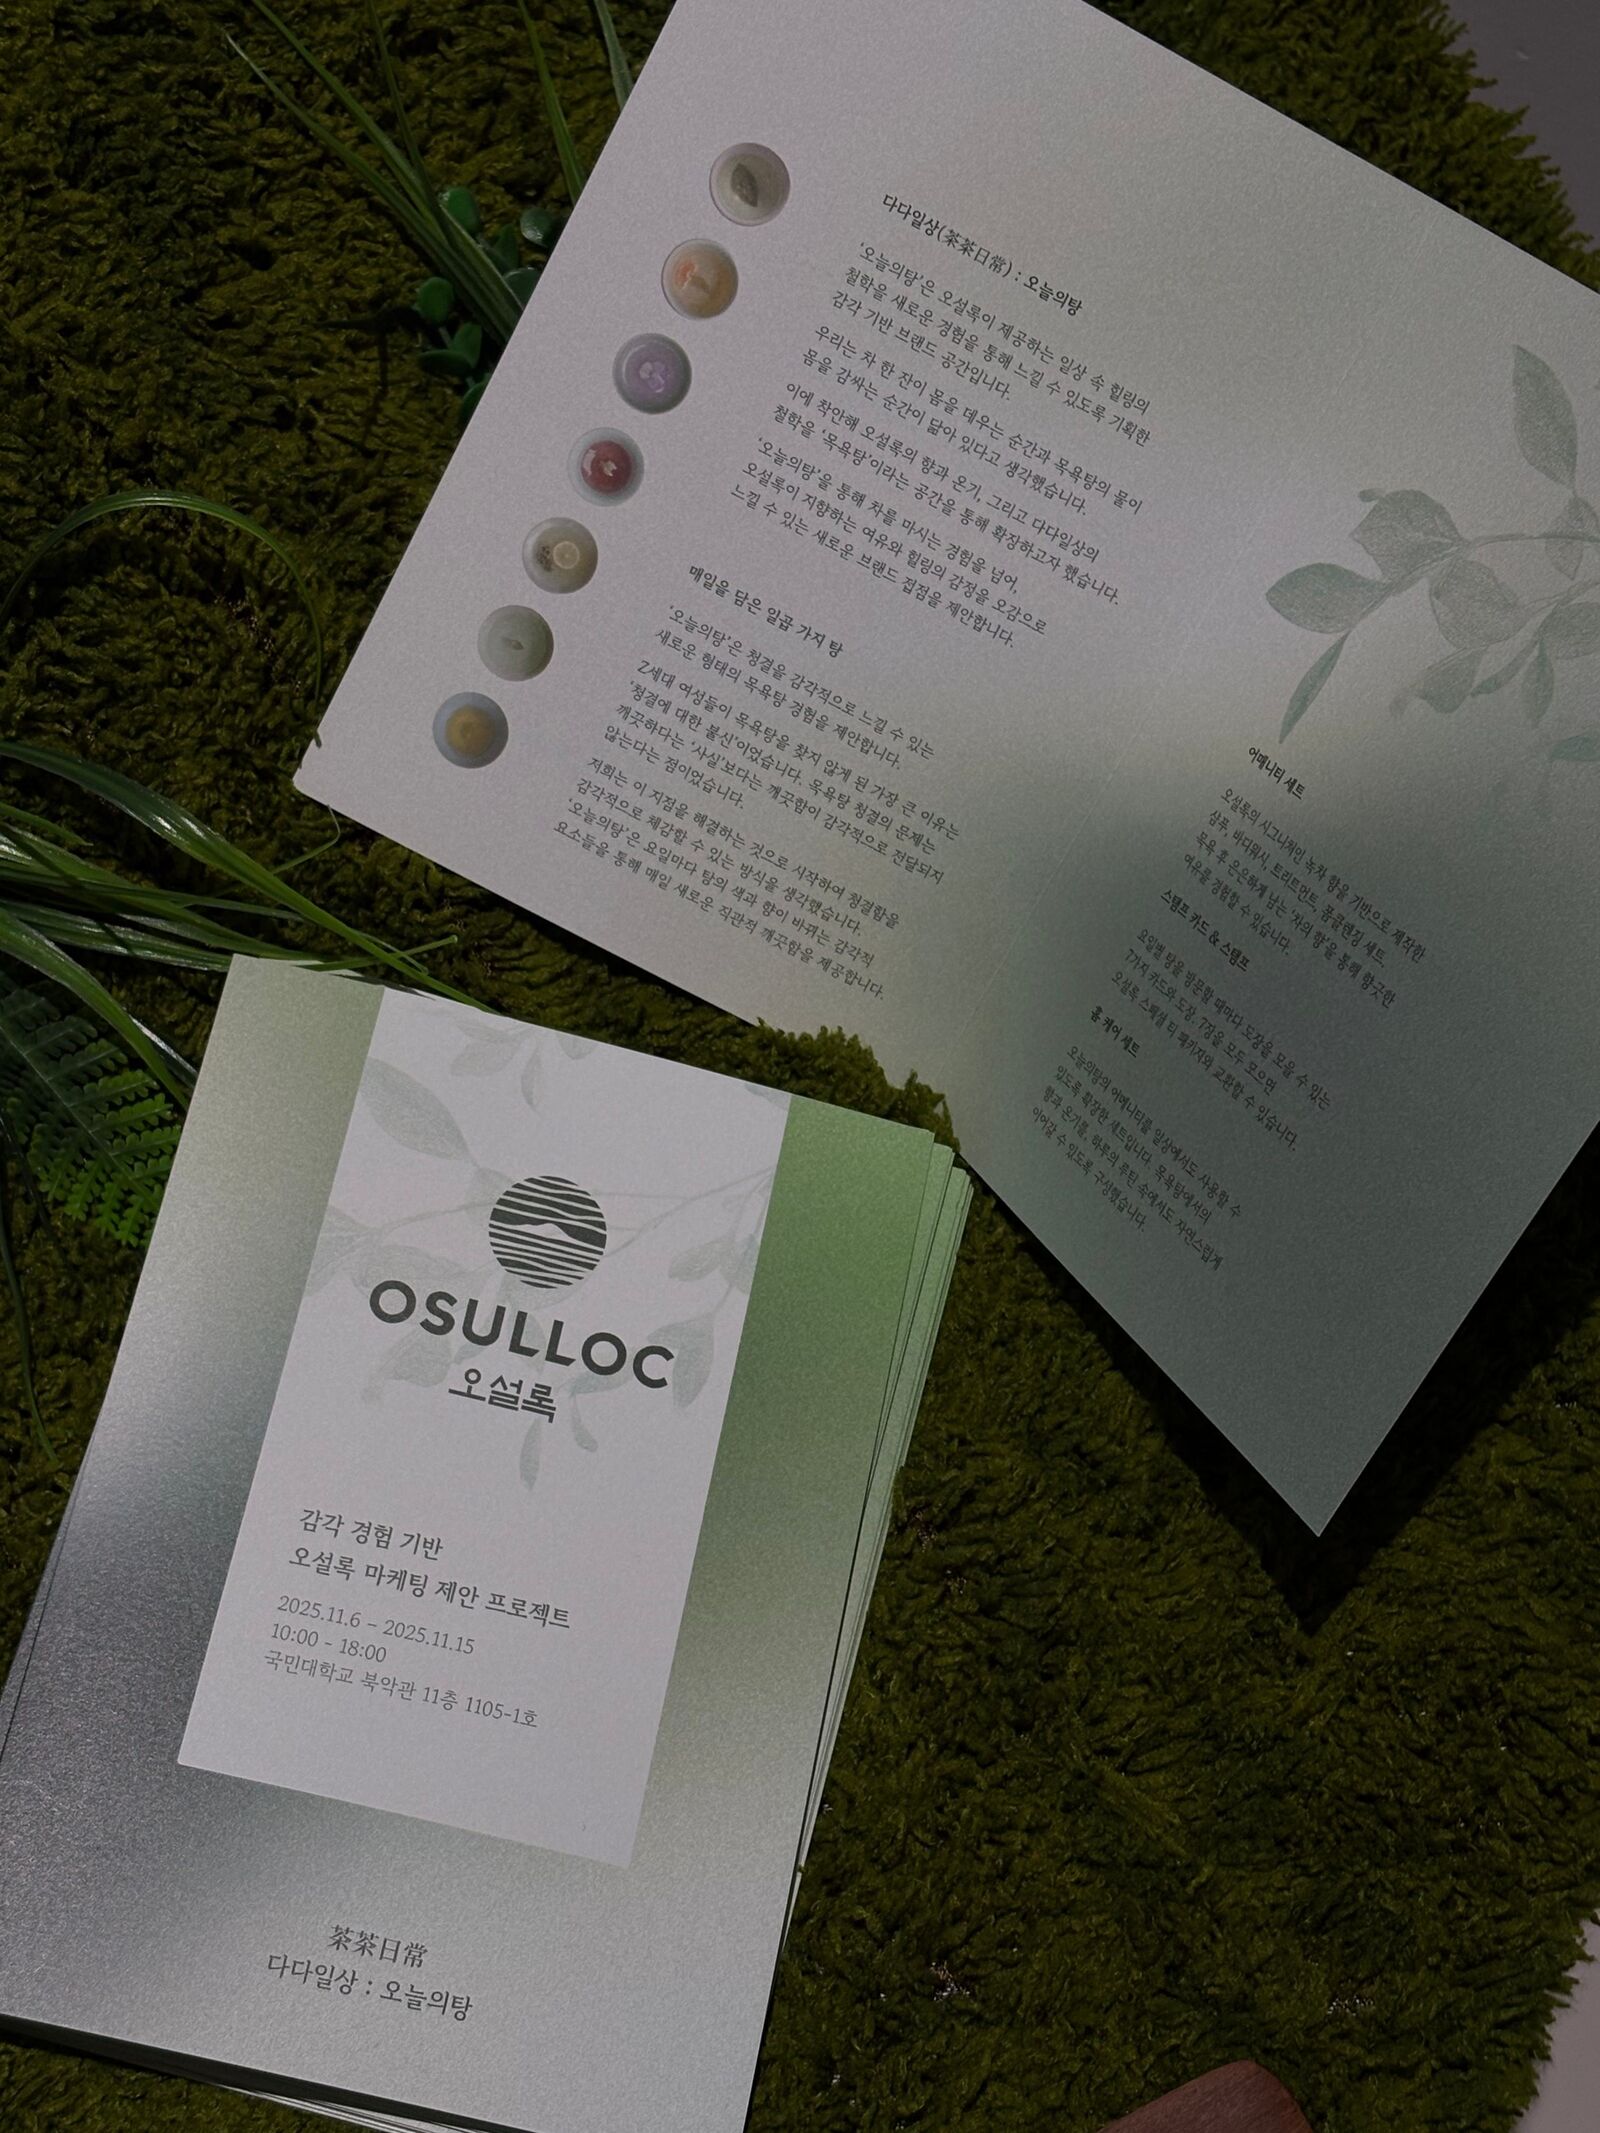 다다일상(茶茶日常) : 오늘의탕
‘오늘의탕’은 오설록이 제공하는 일상 속 힐링의
철학을 새로운 경험을 통해 느낄 수 있도록 기획한
감각 기반 브랜드 공간입니다.
우리는 차 한 잔이 몸을 데우는 순간과 목욕탕의 물이
몸을 감싸는 순간이 닮아 있다고 생각했습니다.
이에 착안해 오설록의 향과 온기, 그리고 다다일상의
철학을 ‘목욕탕’이라는 공간을 통해 확장하고자 했습니다.
‘오늘의탕’을 통해 차를 마시는 경험을 넘어,
오설록이 지향하는 여유와 힐링의 감정을 오감으로
느낄 수 있는 새로운 브랜드 접점을 제안합니다.
매일을 담은 일곱 가지 탕
‘오늘의탕’은 청결을 감각적으로 느낄 수 있는
새로운 형태의 목욕탕 경험을 제안합니다.
Z세대 여성들이 목욕탕을 찾지 않게 된 가장 큰 이유는
‘청결에 대한 불신’이었습니다. 목욕탕 청결의 문제는
깨끗하다는 ‘사실’보다는 깨끗함이 감각적으로 전달되지
않는다는 점이었습니다.
저희는 이 지점을 해결하는 것으로 시작하여 청결함을
감각적으로 체감할 수 있는 방식을 생각했습니다.
‘오늘의탕’은 요일마다 탕의 색과 향이 바뀌는 감각적
요소들을 통해 매일 새로운 직관적 깨끗함을 제공합니다.
어메니티 세트
오설록의 시그니처인 녹차 향을 기반으로 제작한
샴푸, 바디워시, 트리트먼트, 폼클렌징 세트.
목욕 후 은은하게 남는 ‘차의 향’을 통해 향긋한
여유를 경험할 수 있습니다.
스탬프 카드 & 스탬프
요일별 탕을 방문할 때마다 도장을 모을 수 있는
7가지 카드와 도장. 7장을 모두 모으면
오설록 스페셜 티 패키지와 교환할 수 있습니다.
홈 케어 세트
오늘의탕의 어메니티를 일상에서도 사용할 수
있도록 확장한 세트입니다. 목욕탕에서의
향과 온기를, 하루의 루틴 속에서도 자연스럽게
이어갈 수 있도록 구성했습니다.
OSULLOC
오설록
감각 경험 기반
오설록 마케팅 제안 프로젝트
2025.11.6 – 2025.11.15
10:00 - 18:00
국민대학교 북악관 11층 1105-1호
茶茶日常
다다일상 : 오늘의탕